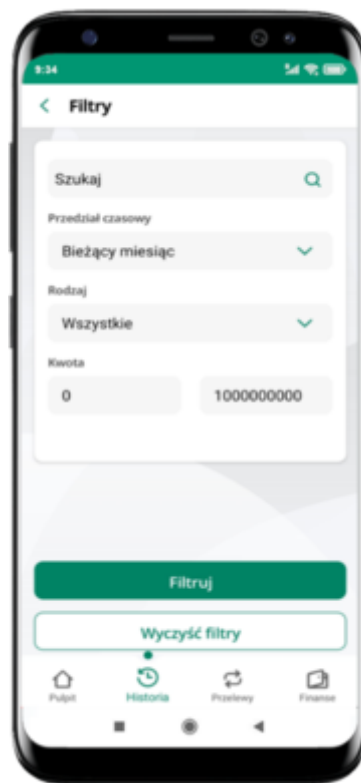 9:34
Filtry
Szukaj
Przedział czasowy
Bieżący miesiąc
Rodzaj
Wszystkie
Kwota
0 1000000000
Filtruj
Wyczyść filtry
Pulpit Historia Przelewy Finanse